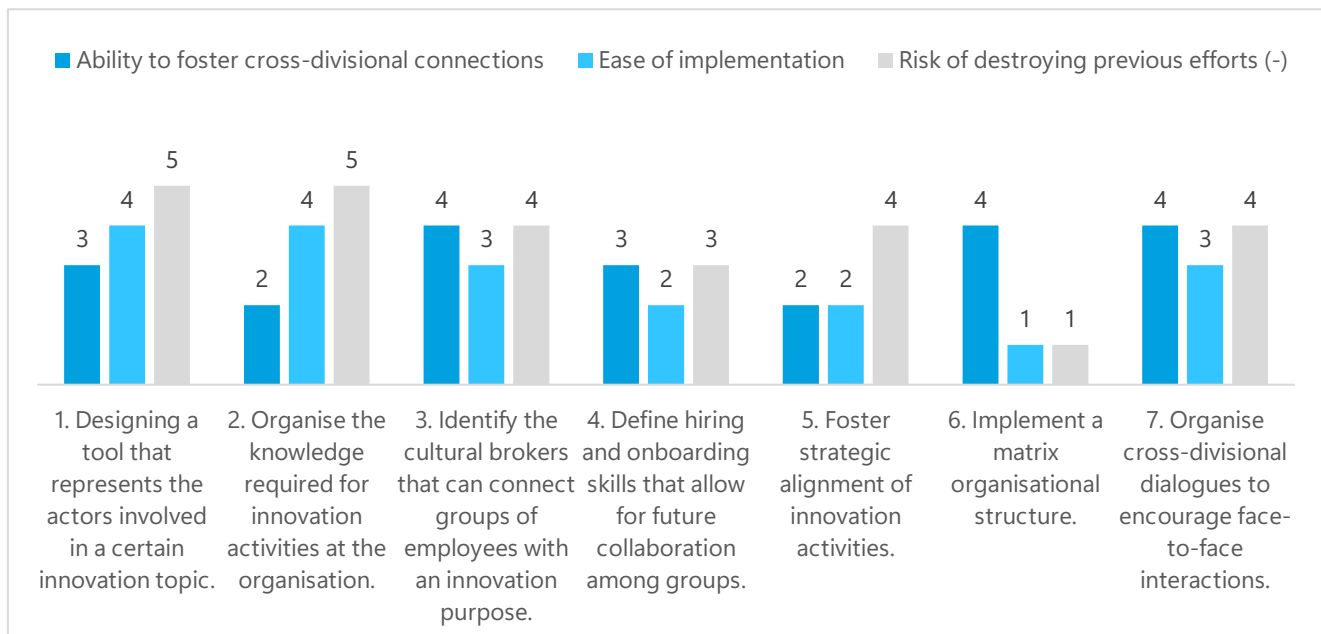 Ability to foster cross-divisional connections Ease of implementation Risk of destroying previous efforts (-)
3 4 5
2 4 5
4 3 4
3 2 3
2 2 4
4 1 1
4 3 4
1. Designing a
tool that
represents the
actors involved
in a certain
innovation topic.
2. Organise the
knowledge
required for
innovation
activities at the
organisation.
3. Identify the
cultural brokers
that can connect
groups of
employees with
an innovation
purpose.
4. Define hiring
and onboarding
skills that allow
for future
collaboration
among groups.
5. Foster
strategic
alignment of
innovation
activities.
6. Implement a
matrix
organisational
structure.
7. Organise
cross-divisional
dialogues to
encourage face-
to-face
interactions.